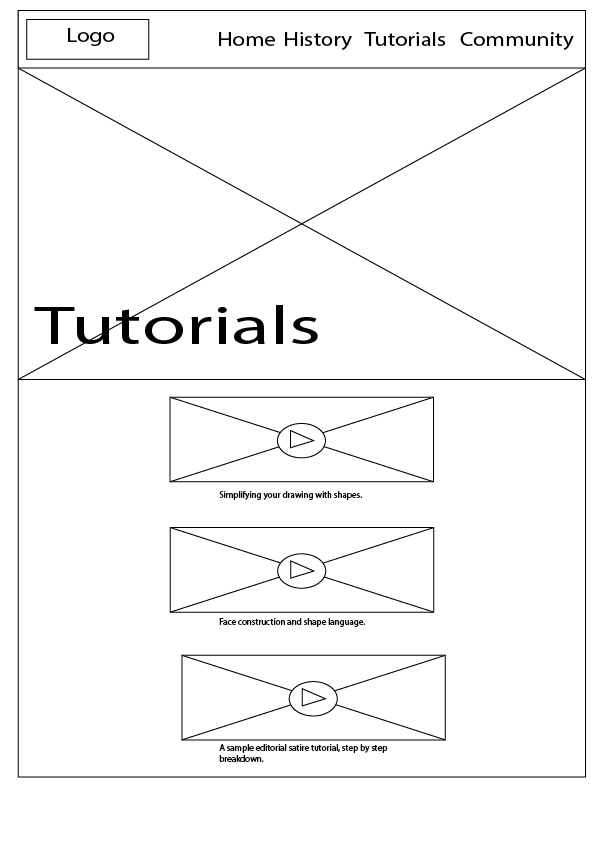 Logo
Home History Tutorials Community
Tutorials
Simplifying your drawing with shapes.
Face construction and shape language.
A sample editorial satire tutorial, step by step
breakdown.